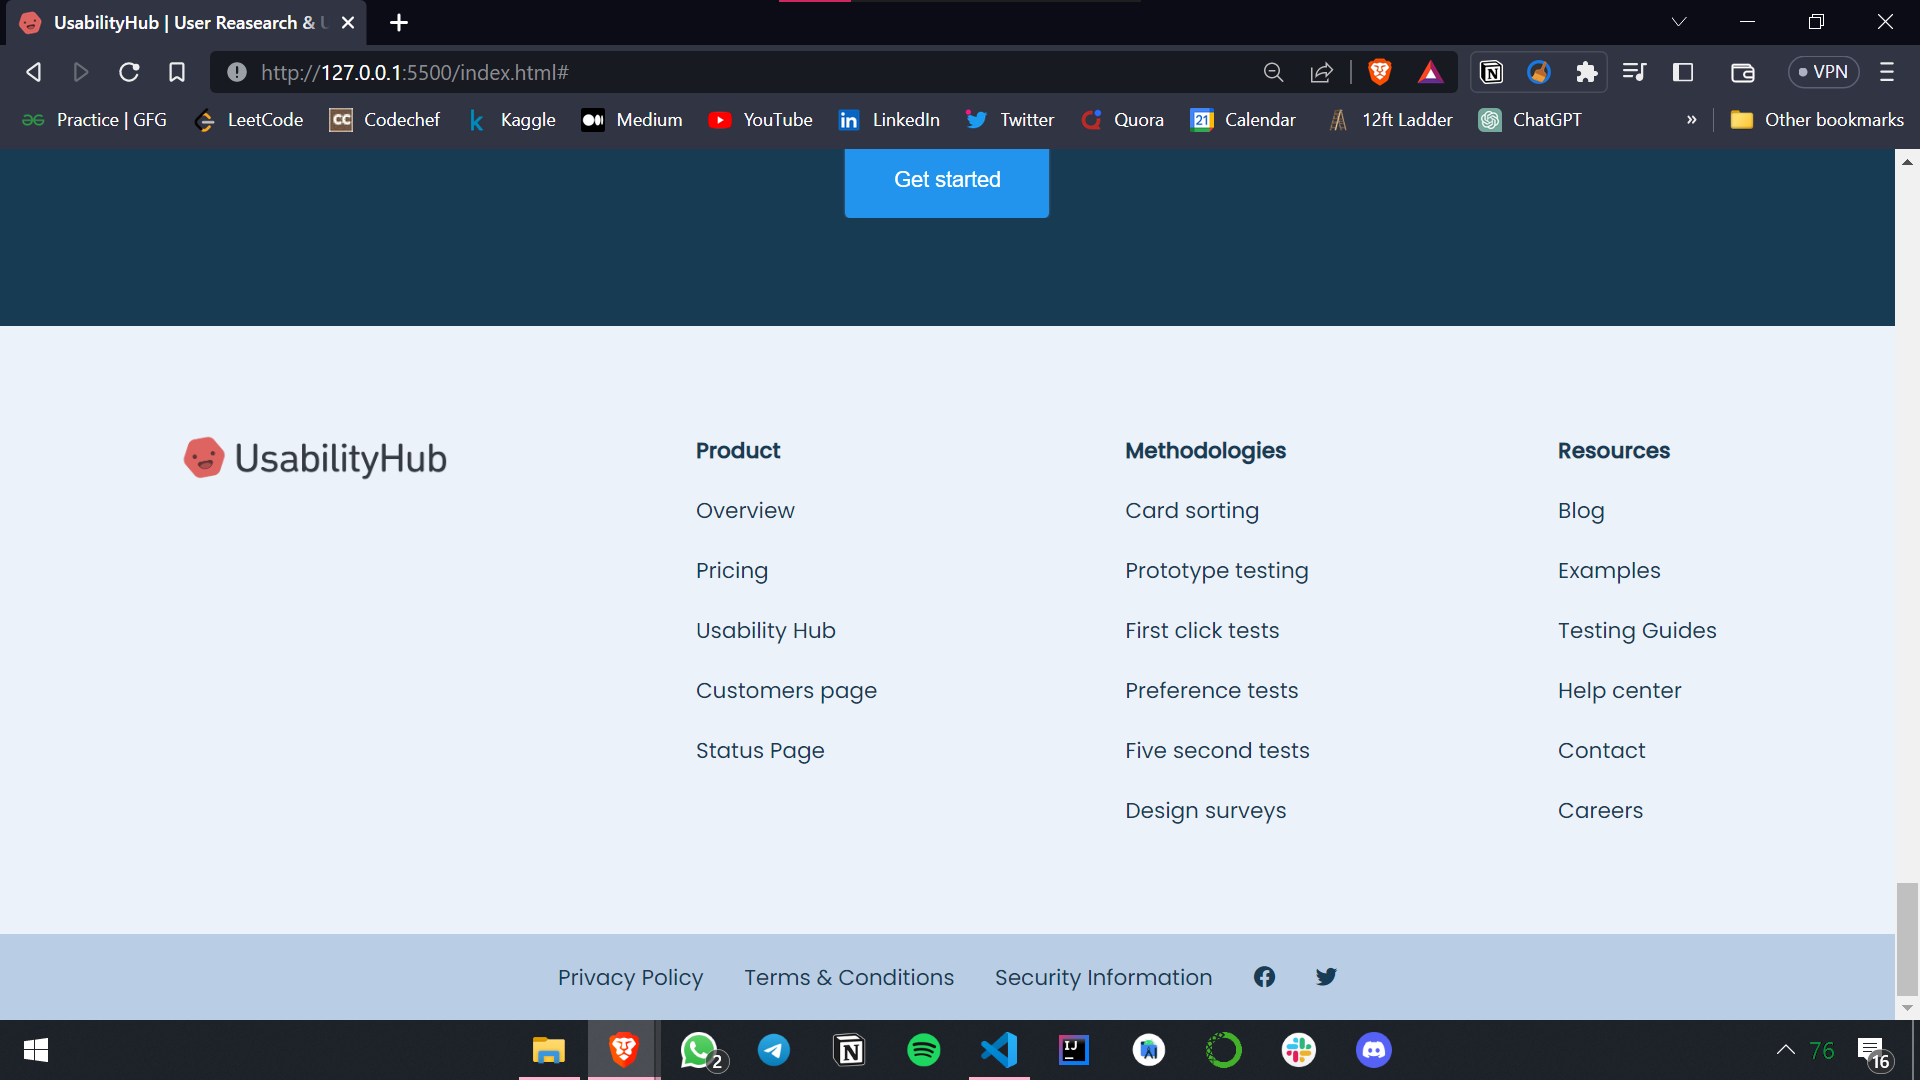 UsabilityHub | User Reasearch & U
http://127.0.0.1:5500/index.html#
VPN
Practice | GFG LeetCode Codechef Kaggle Medium YouTube LinkedIn Twitter Quora Calendar 12ft Ladder ChatGPT » Other bookmarks
Get started
UsabilityHub
Product
Overview
Pricing
Usability Hub
Customers page
Status Page
Methodologies
Card sorting
Prototype testing
First click tests
Preference tests
Five second tests
Design surveys
Resources
Blog
Examples
Testing Guides
Help center
Contact
Careers
Privacy Policy Terms & Conditions Security Information
2 76 16